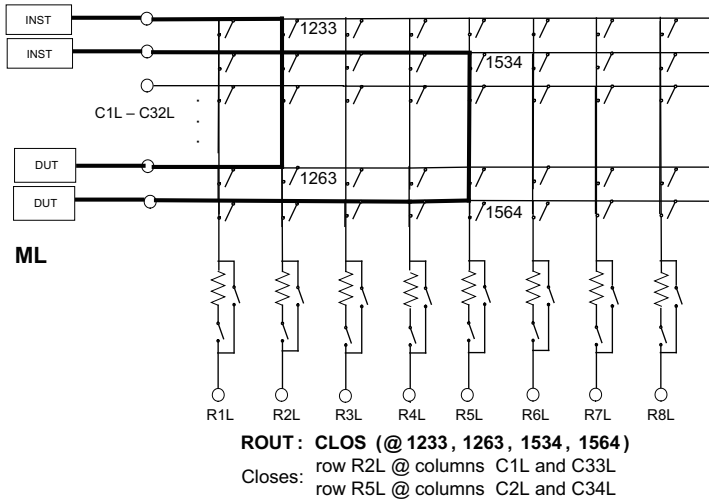 INST
1233
INST
1534
C1L – C32L
DUT
1263
DUT
1564
ML
R1L R2L R3L R4L R5L R6L R7L R8L
ROUT: CLOS (@1233, 1263, 1534, 1564)
Closes: row R2L @ columns C1L and C33L
row R5L @ columns C2L and C34L